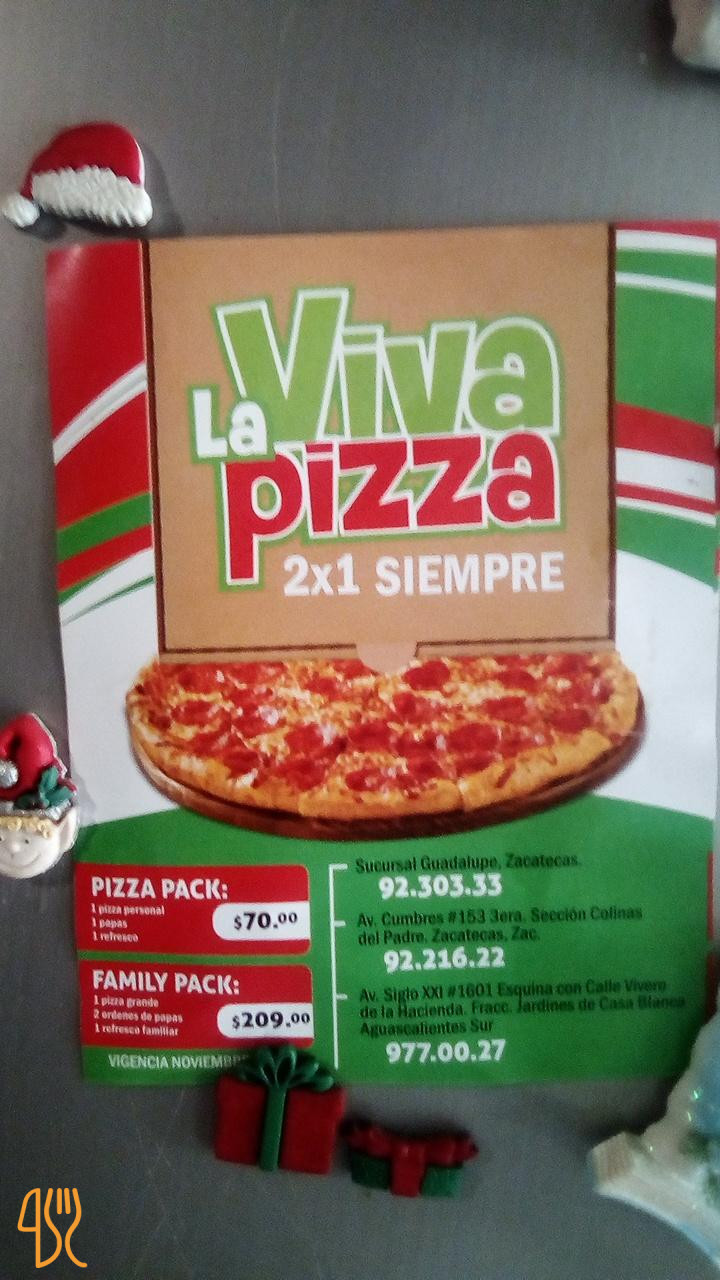 La Viva
pizza
2x1 SIEMPRE
PIZZA PACK:
1 pizza personal
1 papas
1 refresco
$70.00
FAMILY PACK:
1 pizza grande
2 ordenes de papas
1 refresco familiar
$209.00
VIGENCIA NOVIEMBRE
Sucursal Guadalupe, Zacatecas.
92.303.33
Av. Cumbres #153 3era. Sección Colinas
del Padre. Zacatecas, Zac.
92.216.22
Av. Siglo XXI #1601 Esquina con Calle Vivero
de la Hacienda. Fracc. Jardines de Casa Blanca
Aguascalientes Sur
977.00.27